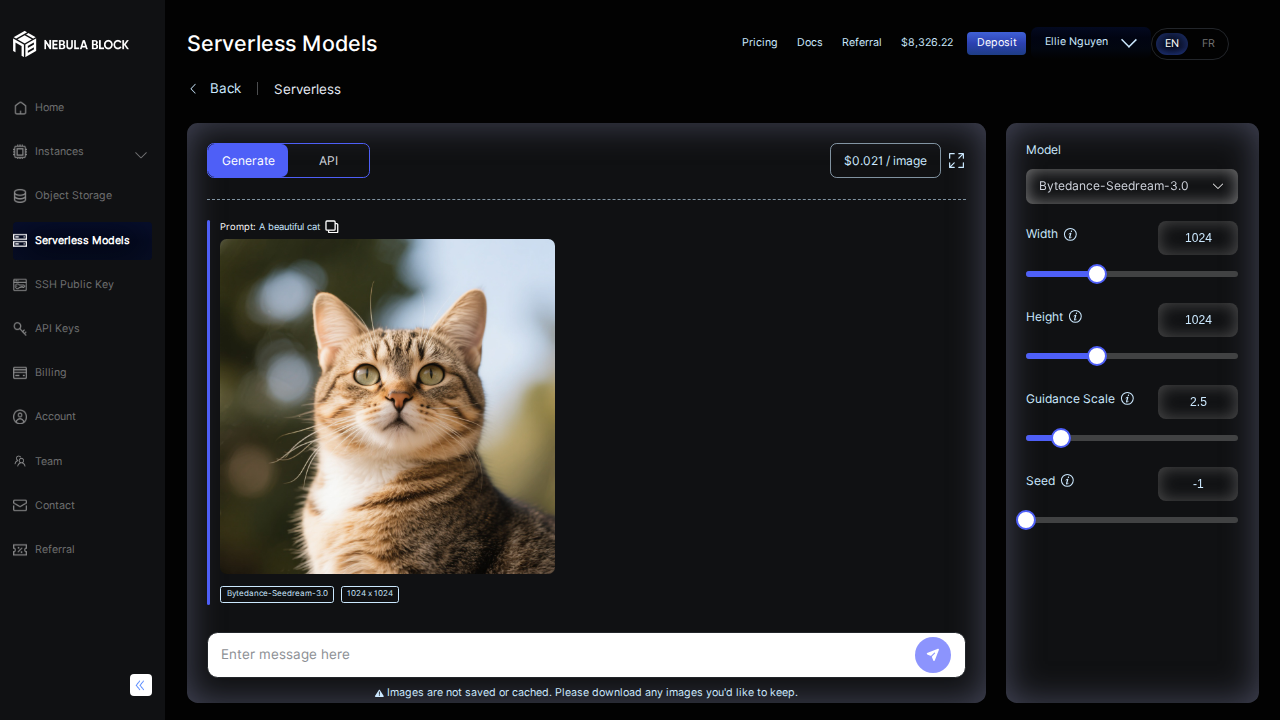 NEBULA BLOCK
Home
Instances
Object Storage
Serverless Models
SSH Public Key
API Keys
Billing
Account
Team
Contact
Referral
Serverless Models
Pricing
Docs
Referral
$8,326.22
Deposit
Ellie Nguyen
EN
FR
Back
Serverless
Generate
API
$0.021 / image
Prompt: A beautiful cat
Bytedance-Seedream-3.0
1024 x 1024
Enter message here
Images are not saved or cached. Please download any images you'd like to keep.
Model
Bytedance-Seedream-3.0
Width
1024
Height
1024
Guidance Scale
2.5
Seed
-1